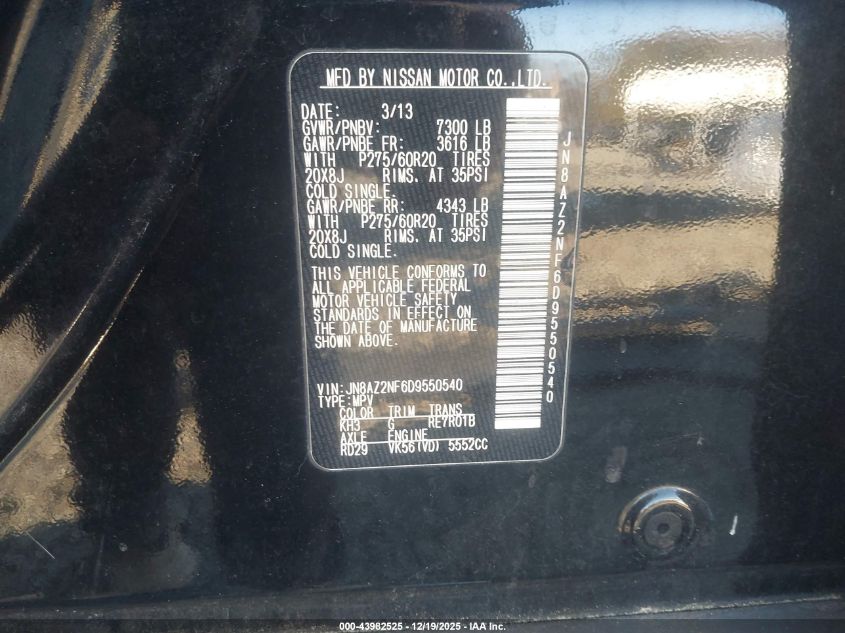 MFD BY NISSAN MOTOR CO.,LTD.
DATE: 3/13
GVWR/PNBV: 7300 LB
GAWR/PNBE FR: 3616 LB
WITH P275/60R20 TIRES
20X8J RIMS. AT 35PSI
COLD SINGLE.
GAWR/PNBE RR: 4343 LB
WITH P275/60R20 TIRES
20X8J RIMS. AT 35PSI
COLD SINGLE.
THIS VEHICLE CONFORMS TO
ALL APPLICABLE FEDERAL
MOTOR VEHICLE SAFETY
STANDARDS IN EFFECT ON
THE DATE OF MANUFACTURE
SHOWN ABOVE.
VIN:JN8AZ2NF6D9550540
TYPE:MPV
COLOR TRIM TRANS
KH3 G RE7R01B
AXLE ENGINE
RD29 VK56(VD) 5552CC
JN8AZ2NF6D9550540
000-43982525 - 12/19/2025 - IAA Inc.